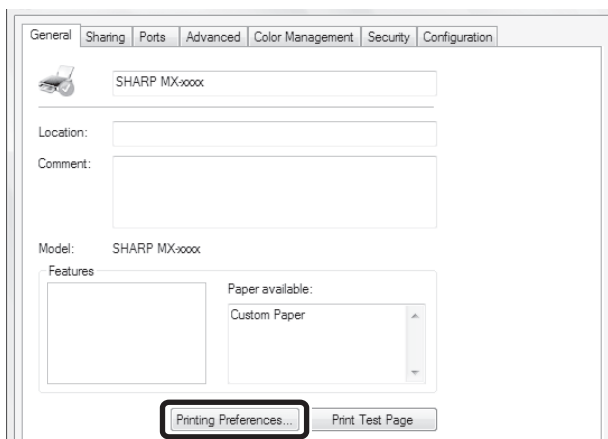 General Sharing Ports Advanced Color Management Security Configuration
SHARP MX-xxxx
Location:
Comment:
Model: SHARP MX-xxxx
Features
Paper available:
Custom Paper
Printing Preferences... Print Test Page